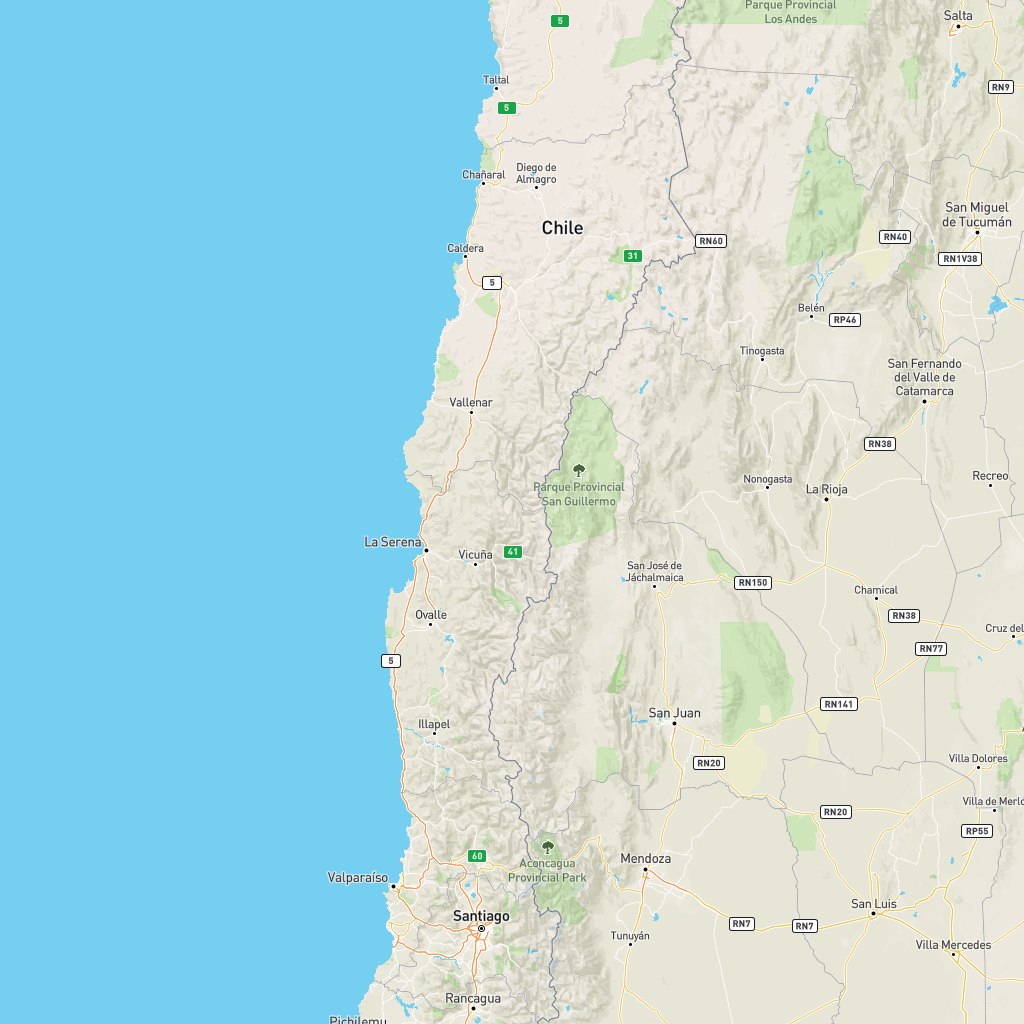 Parque Provincial
Los Andes
Salta
5
Taltal
RN9
5
Diego de
Almagro
Chañaral
San Miguel
de Tucumán
Chile
RN60
RN40
Caldera
31
RN1V38
5
Belén
RP46
Tinogasta
San Fernando
del Valle de
Catamarca
Vallenar
RN38
Parque Provincial
San Guillermo
Nonogasta
La Rioja
Recreo
La Serena
Vicuña
41
San José de
Jáchalmaica
RN150
Chamical
Ovalle
RN38
Cruz del
RN77
5
RN141
San Juan
Illapel
RN20
Villa Dolores
Villa de Merlo
RN20
RP55
60
Aconcagua
Provincial Park
Mendoza
Valparaíso
Santiago
San Luis
RN7
RN7
Tunuyán
Villa Mercedes
Rancagua
Pichilemu